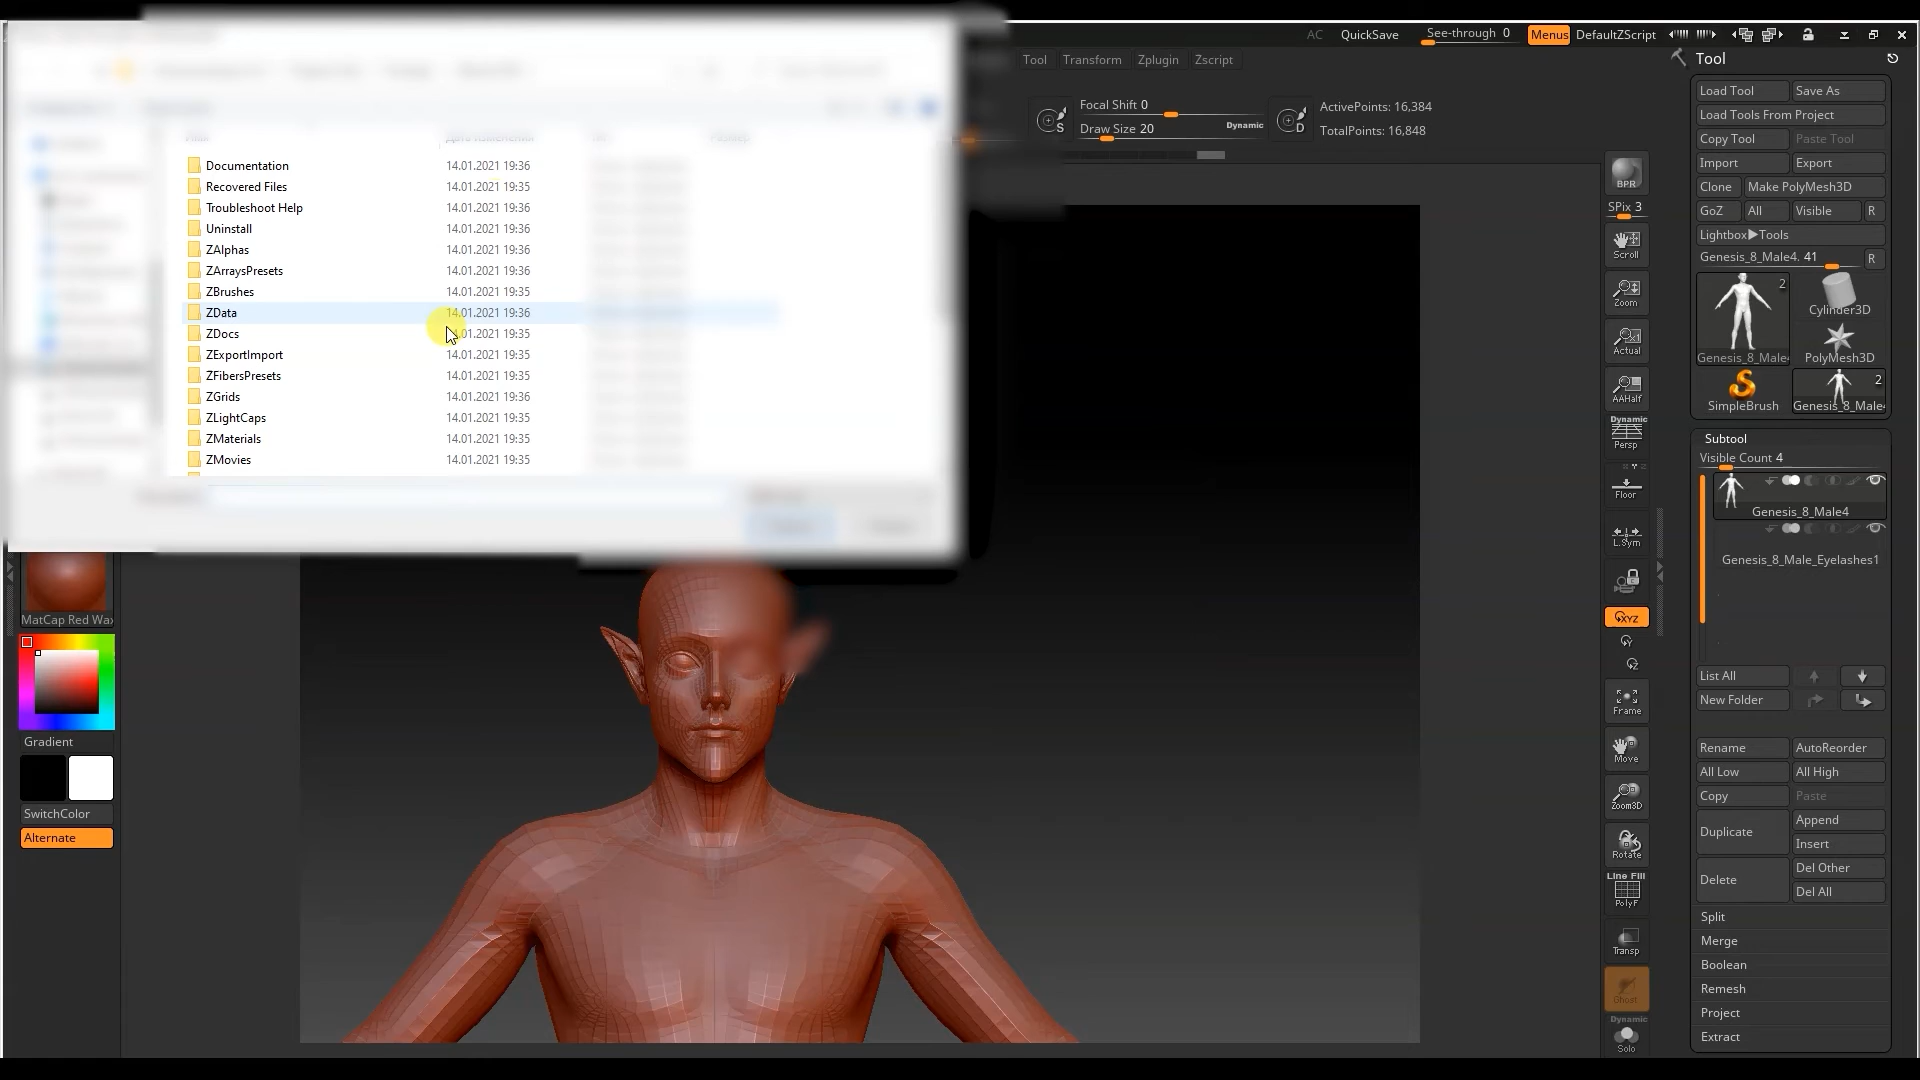 AC QuickSave See-through 0 Menus DefaultZScript
Tool Transform Zplugin Zscript
Focal Shift 0
Draw Size 20
Dynamic
S
D
ActivePoints: 16,384
TotalPoints: 16,848
Documentation 14.01.2021 19:36
Recovered Files 14.01.2021 19:35
Troubleshoot Help 14.01.2021 19:36
Uninstall 14.01.2021 19:36
ZAlphas 14.01.2021 19:36
ZArraysPresets 14.01.2021 19:36
ZBrushes 14.01.2021 19:35
ZData 14.01.2021 19:36
ZDocs 14.01.2021 19:35
ZExportImport 14.01.2021 19:35
ZFibersPresets 14.01.2021 19:35
ZGrids 14.01.2021 19:36
ZLightCaps 14.01.2021 19:35
ZMaterials 14.01.2021 19:35
ZMovies 14.01.2021 19:35
MatCap Red Wax
Gradient
SwitchColor
Alternate
BPR
SPix 3
Scroll
Zoom
Actual
AAHalf
Dynamic
Persp
Floor
L.Sym
XYZ
Y
Z
Frame
Move
Zoom3D
Rotate
Line Fill
PolyF
Transp
Ghost
Dynamic
Solo
Tool
Load Tool Save As
Load Tools From Project
Copy Tool Paste Tool
Import Export
Clone Make PolyMesh3D
GoZ All Visible R
Lightbox▶Tools
Genesis_8_Male4. 41 R
2
Genesis_8_Male4
Cylinder3D
PolyMesh3D
SimpleBrush
2
Genesis_8_Male4
Subtool
Visible Count 4
Genesis_8_Male4
Genesis_8_Male_Eyelashes1
List All
New Folder
Rename AutoReorder
All Low All High
Copy Paste
Duplicate Append
Insert
Delete Del Other
Del All
Split
Merge
Boolean
Remesh
Project
Extract